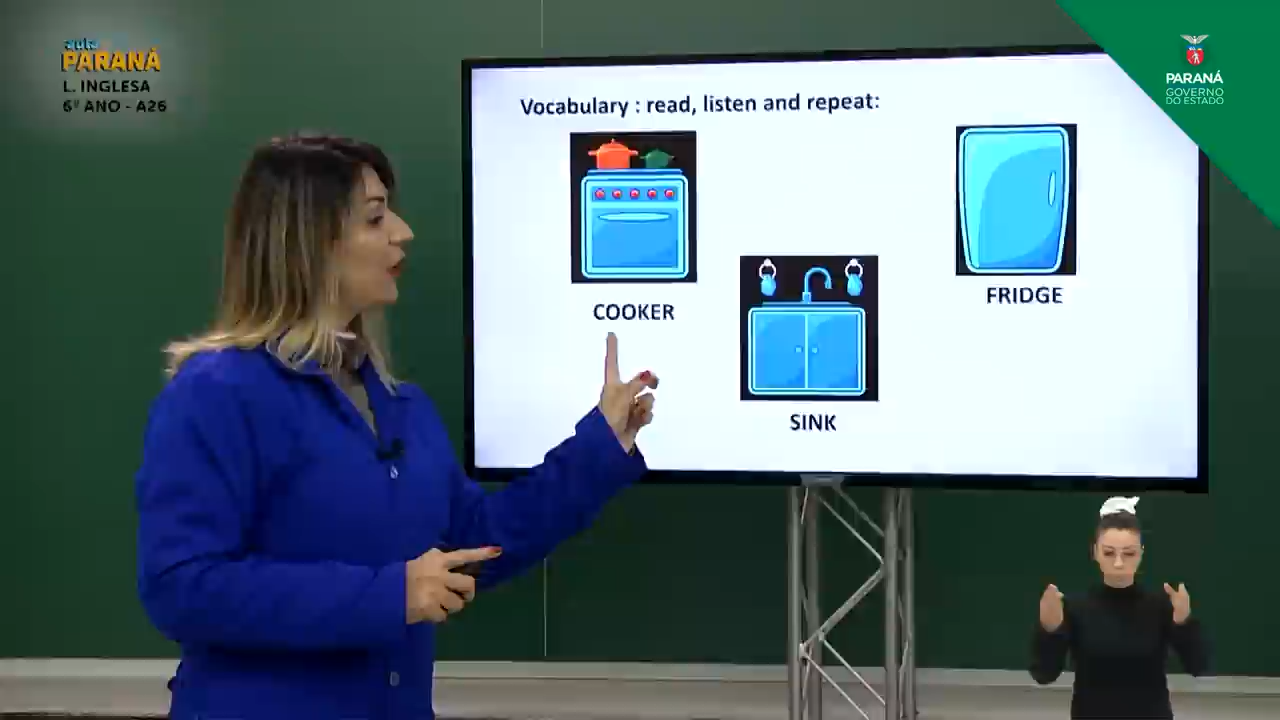 aula
PARANÁ
L. INGLESA
6º ANO - A26
Vocabulary : read, listen and repeat:
COOKER
SINK
FRIDGE
PARANÁ
GOVERNO
DO ESTADO